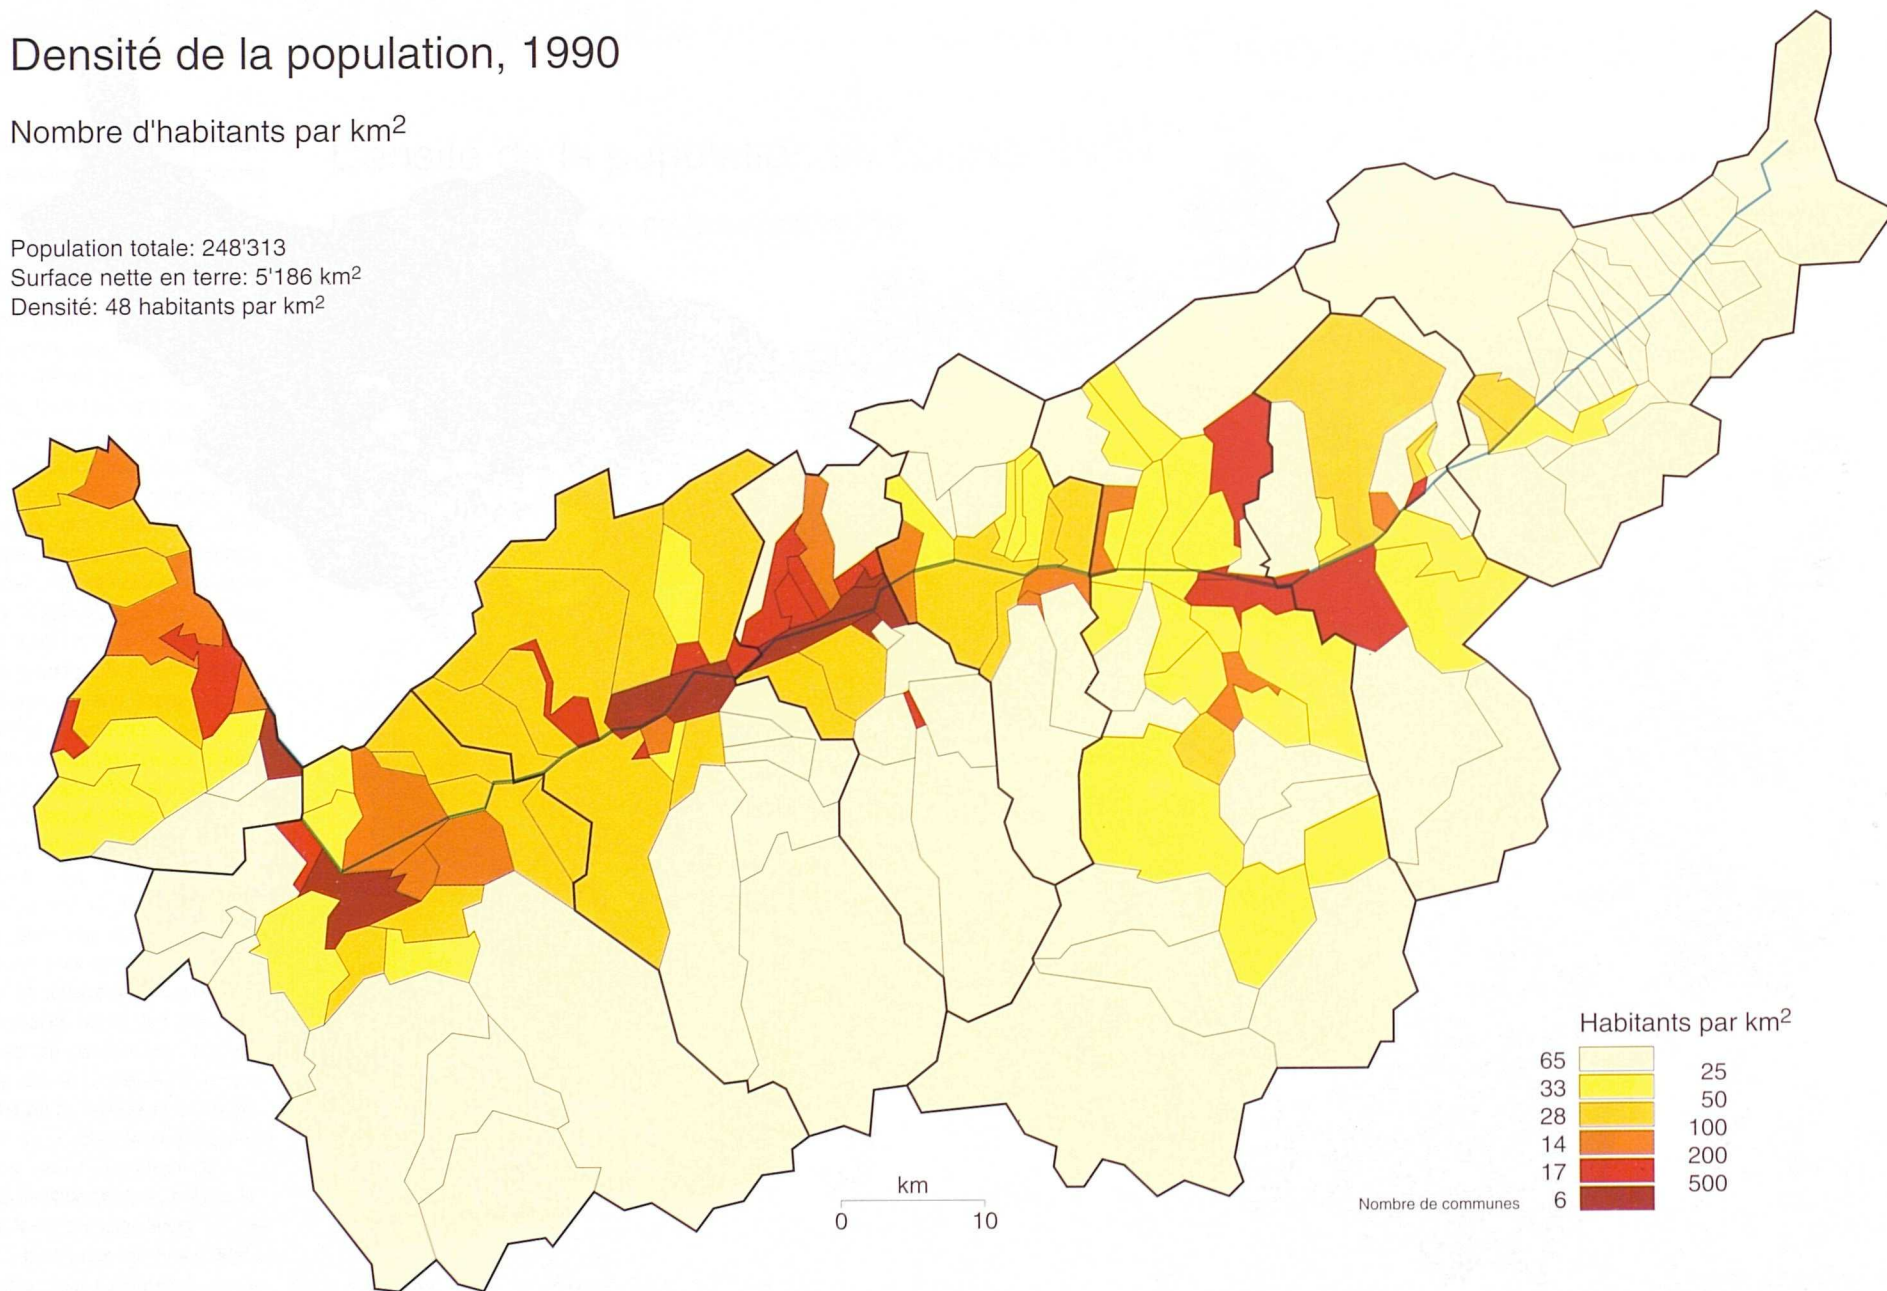 Densité de la population, 1990
Nombre d'habitants par km²
Population totale: 248'313
Surface nette en terre: 5'186 km²
Densité: 48 habitants par km²
Habitants par km²
65
25
33
50
28
100
14
200
17
500
Nombre de communes 6
km
0 10